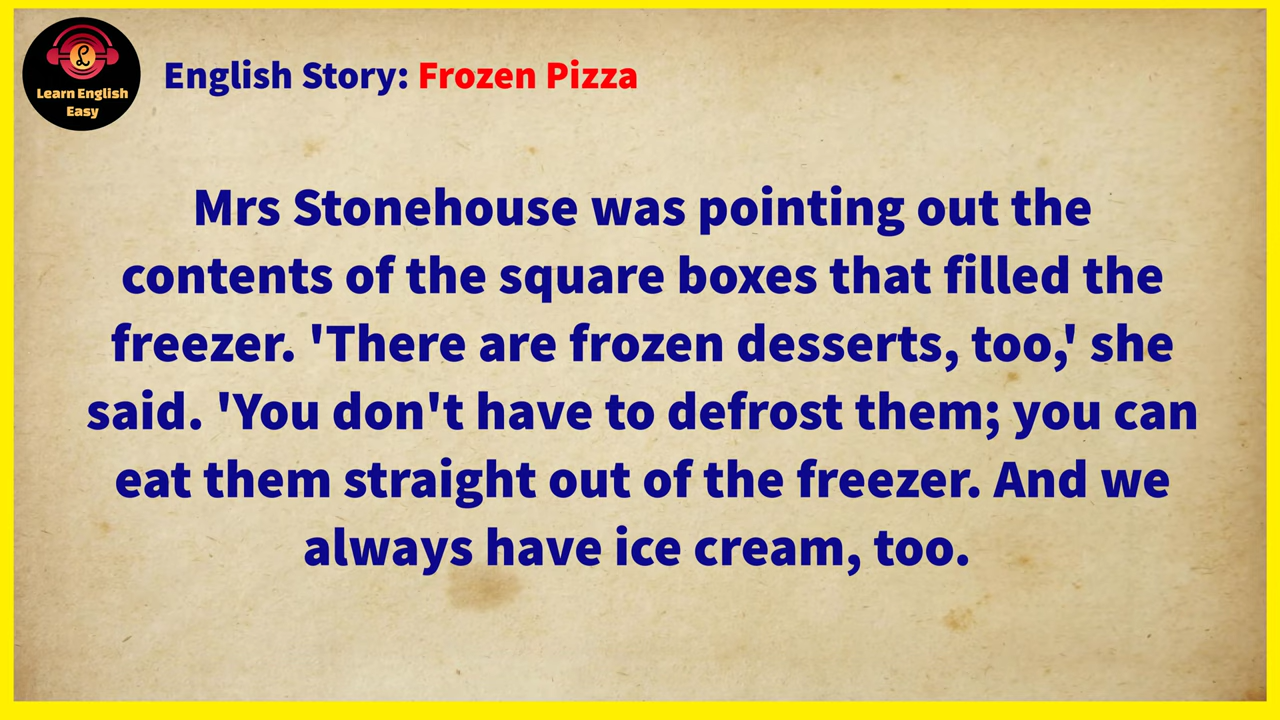 Learn English
Easy
English Story: Frozen Pizza
Mrs Stonehouse was pointing out the
contents of the square boxes that filled the
freezer. 'There are frozen desserts, too,' she
said. 'You don't have to defrost them; you can
eat them straight out of the freezer. And we
always have ice cream, too.